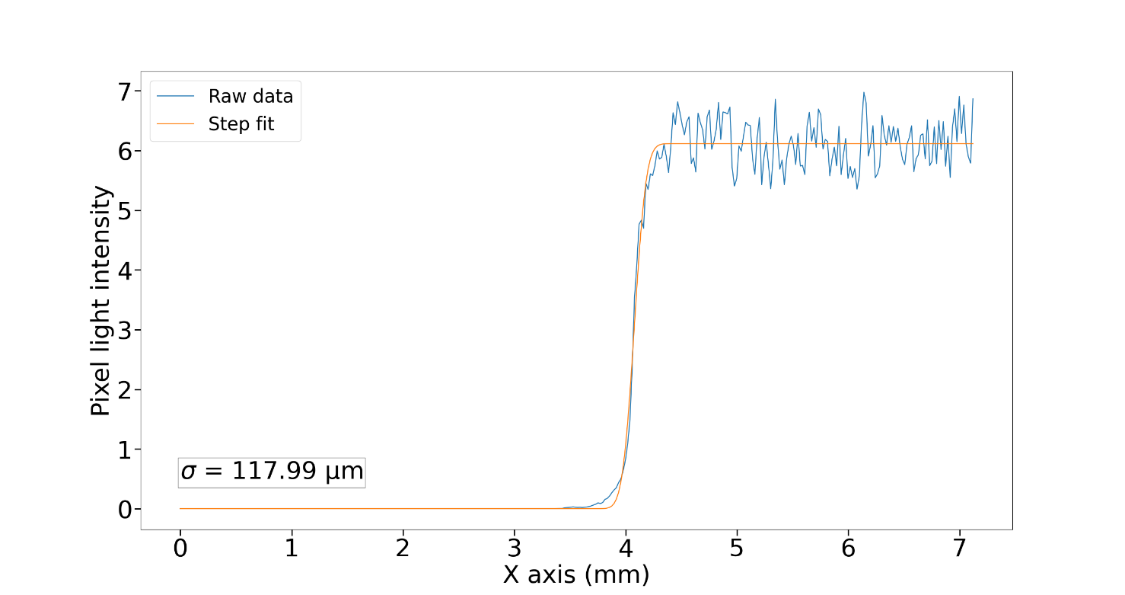 Raw data
Step fit
7
6
5
4
3
2
1
0
Pixel light intensity
σ = 117.99 μm
0 1 2 3 4 5 6 7
X axis (mm)